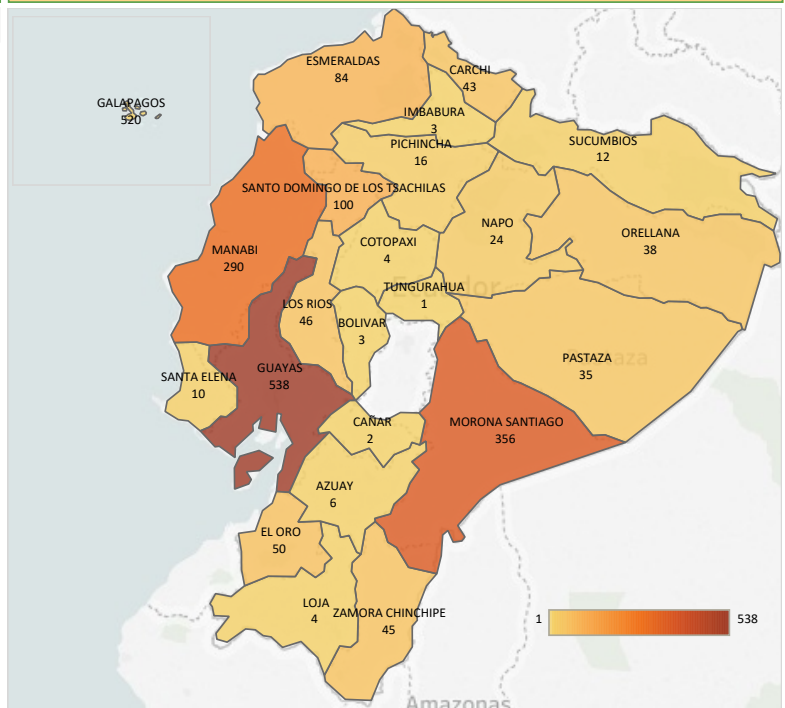 ESMERALDAS
84
CARCHI
43
GALAPAGOS
520
IMBABURA
3
PICHINCHA
16
SUCUMBIOS
12
SANTO DOMINGO DE LOS TSACHILAS
100
NAPO
24
ORELLANA
38
COTOPAXI
4
MANABI
290
Ecuador
TUNGURAHUA
1
LOS RIOS
46
BOLIVAR
3
PASTAZA
35
GUAYAS
538
SANTA ELENA
10
CAÑAR
2
MORONA SANTIAGO
356
AZUAY
6
EL ORO
50
LOJA
4
ZAMORA CHINCHIPE
45
1
538
Amazonas